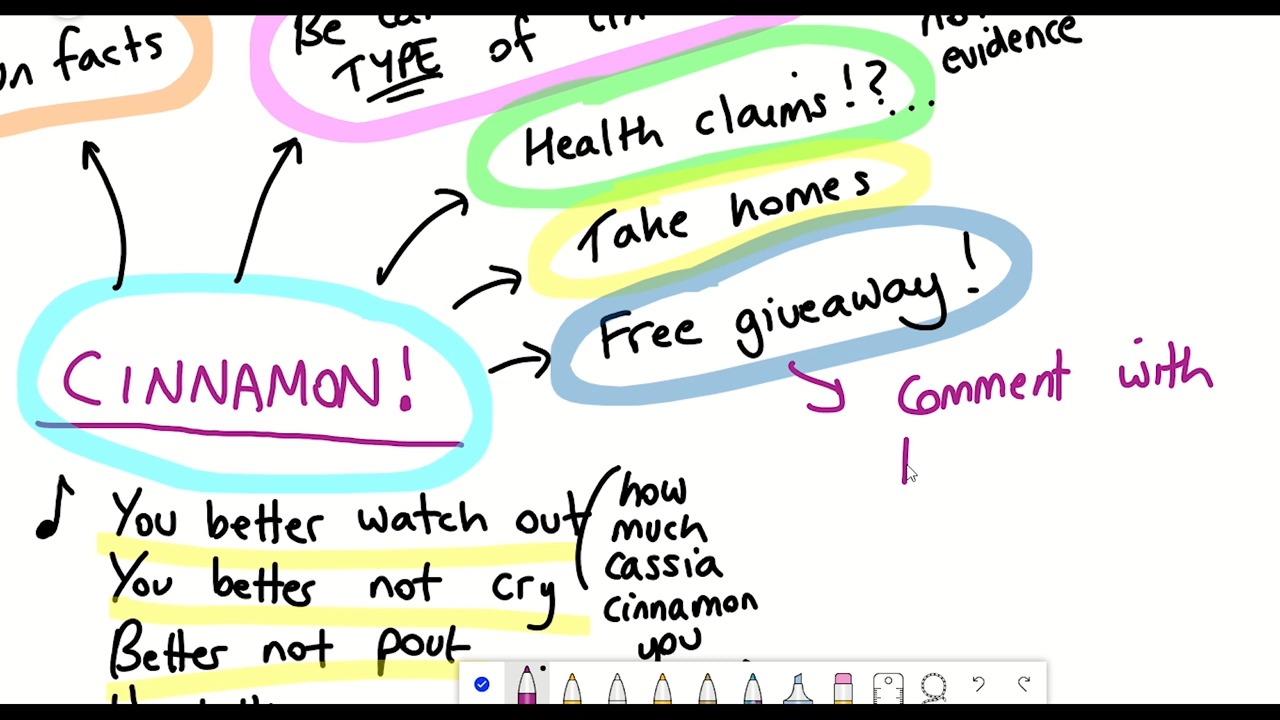 facts
Be
TYPE of
evidence
Health claims!?...
Take homes
Free giveaway!
comment with
CINNAMON!
You better watch out
You better not cry
Better not pout
how
much
cassia
cinnamon
you